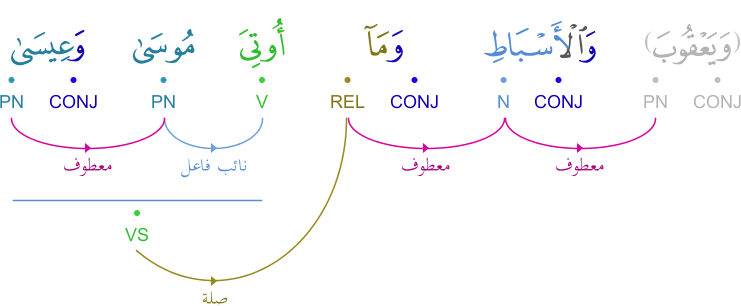 (وَيَعْقُوبَ) وَٱلْأَسْبَاطِ وَمَآ أُوتِىَ مُوسَىٰ وَعِيسَىٰ
PN CONJ PN V REL CONJ N CONJ PN CONJ
معطوف نائب فاعل معطوف معطوف
VS
صلة